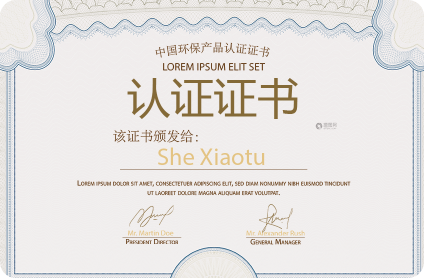 中国环保产品认证证书
LOREM IPSUM ELIT SET
认证证书
该证书颁发给:
She Xiaotu
LOREM IPSUM DOLOR SIT AMET, CONSECTETUER ADIPISCING ELIT, SED DIAM NONUMMY NIBH EUISMOD TINCIDUNT
UT LAOREET DOLORE MAGNA ALIQUAM ERAT VOLUTPAT.
Mr. Martin Doe
PRESIDENT DIRECTOR
Mr. Alexander Rush
GENERAL MANAGER